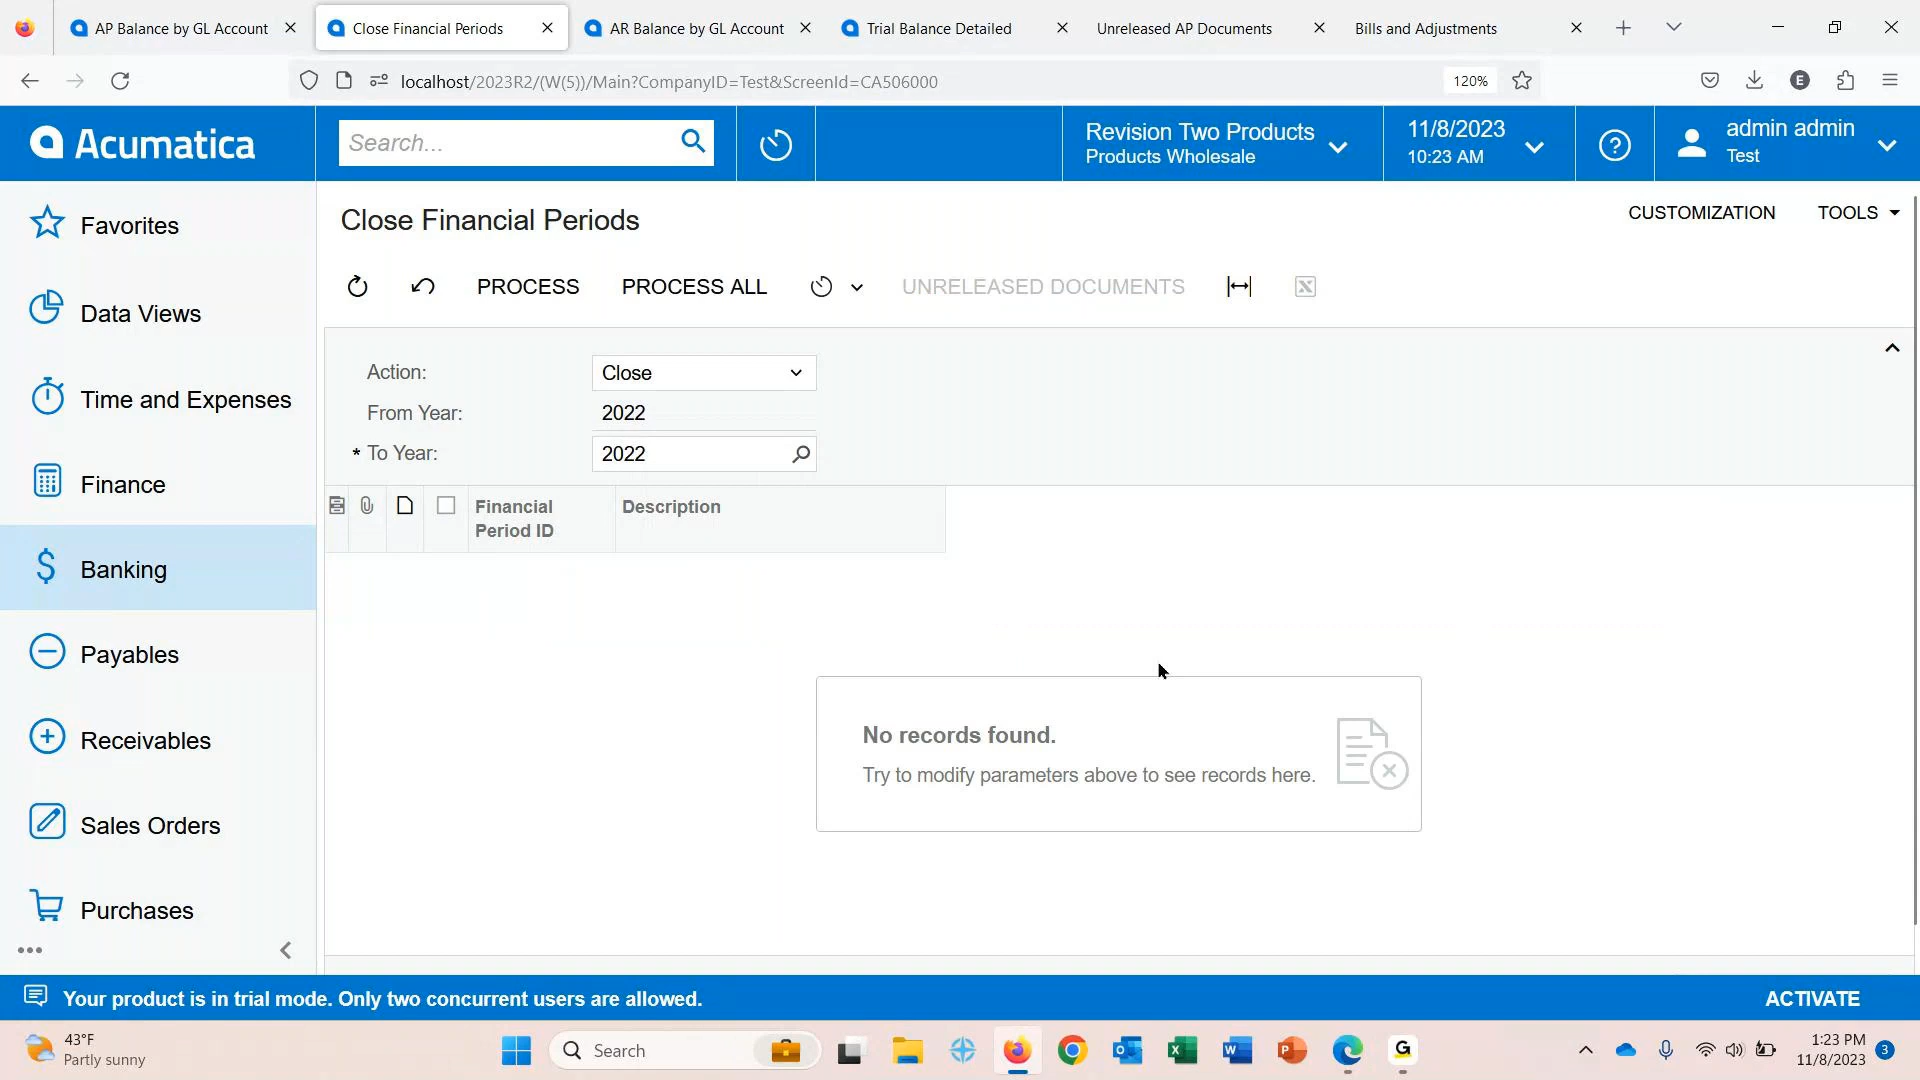 AP Balance by GL Account
Close Financial Periods
AR Balance by GL Account
Trial Balance Detailed
Unreleased AP Documents
Bills and Adjustments
localhost/2023R2/(W(5))/Main?CompanyID=Test&ScreenId=CA506000
120%
E
Acumatica
Search...
Revision Two Products
Products Wholesale
11/8/2023
10:23 AM
admin admin
Test
Favorites
Data Views
Time and Expenses
Finance
Banking
Payables
Receivables
Sales Orders
Purchases
Close Financial Periods
CUSTOMIZATION
TOOLS
PROCESS
PROCESS ALL
UNRELEASED DOCUMENTS
Action:
Close
From Year:
2022
* To Year:
2022
Financial
Period ID
Description
No records found.
Try to modify parameters above to see records here.
Your product is in trial mode. Only two concurrent users are allowed.
ACTIVATE
43°F
Partly sunny
Search
1:23 PM
11/8/2023
3